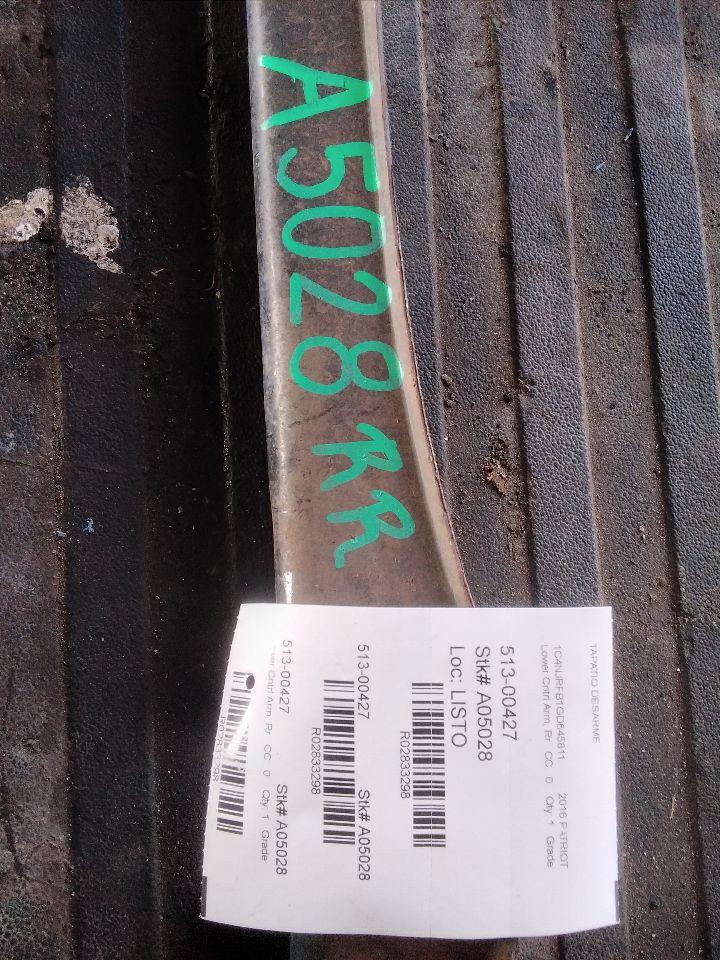 A5028 RR
TAPATIO DESARME
1C4NJRFB1GD645811 2016 PATRIOT
Lower Cntrl Arm, Rr CC 0 Qty 1 Grade
513-00427
Stk# A05028
Loc: LISTO
R02833298
513-00427 Stk# A05028
R02833298
513-00427 Stk# A05028
Cntrl Arm, Rr CC 0 Qty 1 Grade
R02833298